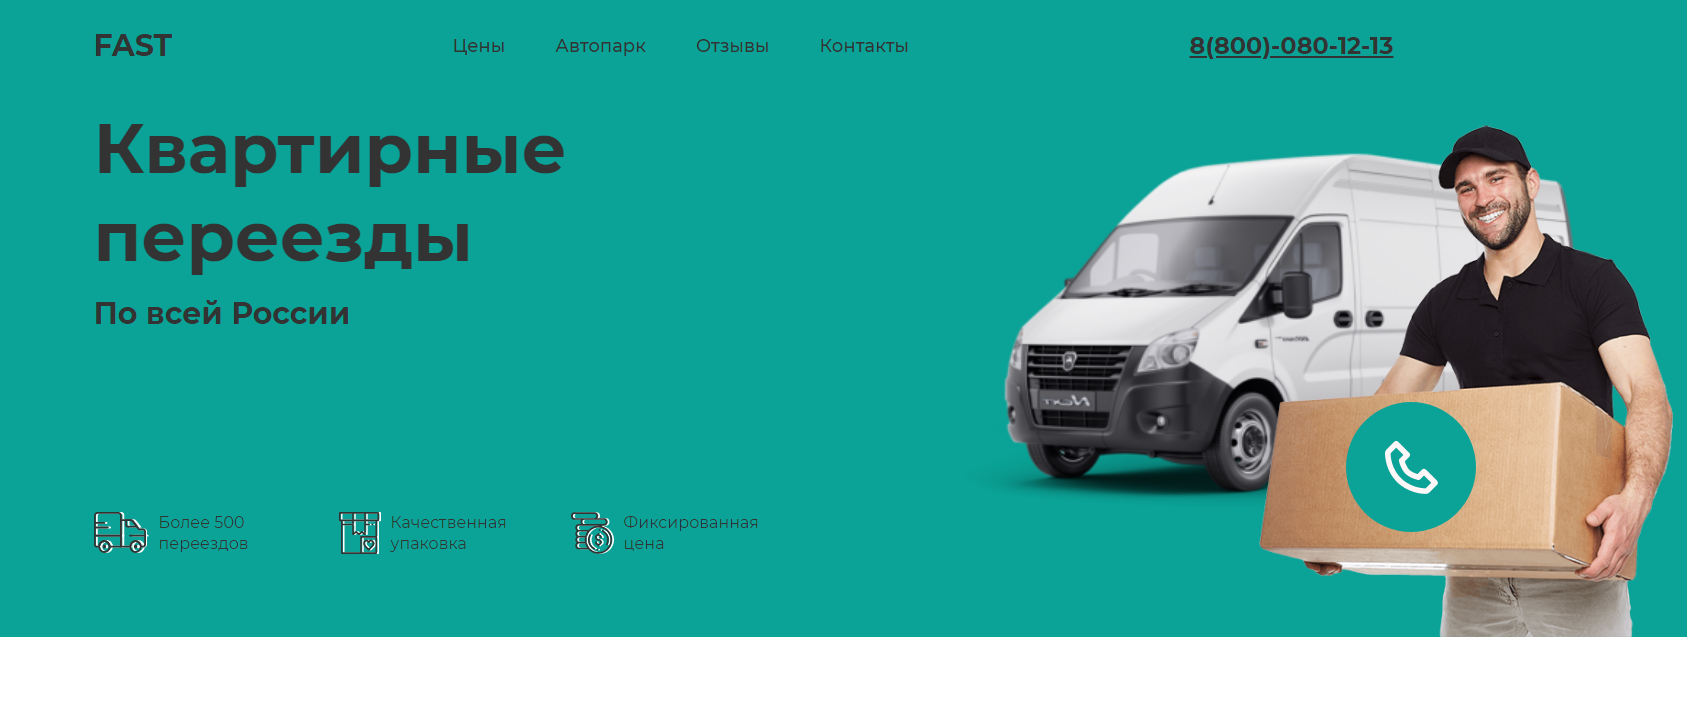 FAST
Цены
Автопарк
Отзывы
Контакты
8(800)-080-12-13
Квартирные
переезды
По всей России
Более 500
переездов
Качественная
упаковка
Фиксированная
цена